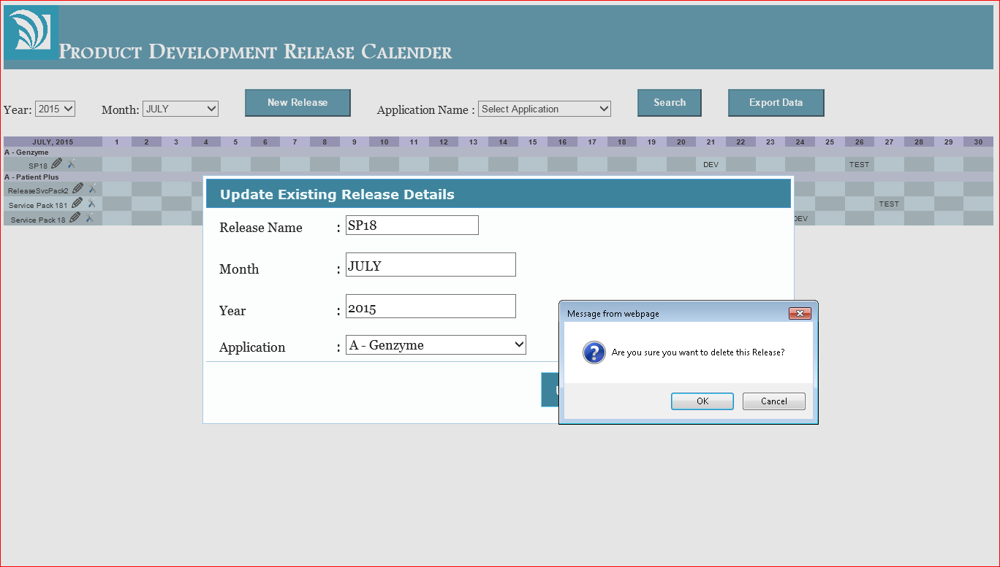 PRODUCT DEVELOPMENT RELEASE CALENDER
Year: 2015 Month: JULY New Release Application Name : Select Application Search Export Data
JULY, 2015 1 2 3 4 5 6 7 8 9 10 11 12 13 14 15 16 17 18 19 20 21 22 23 24 25 26 27 28 29 30
A - Genzyme
SP18 DEV TEST
A - Patient Plus
ReleaseSvcPack2
Service Pack 181 TEST
Service Pack 18 DEV
Update Existing Release Details
Release Name : SP18
Month : JULY
Year : 2015
Application : A - Genzyme
Message from webpage
Are you sure you want to delete this Release?
OK Cancel